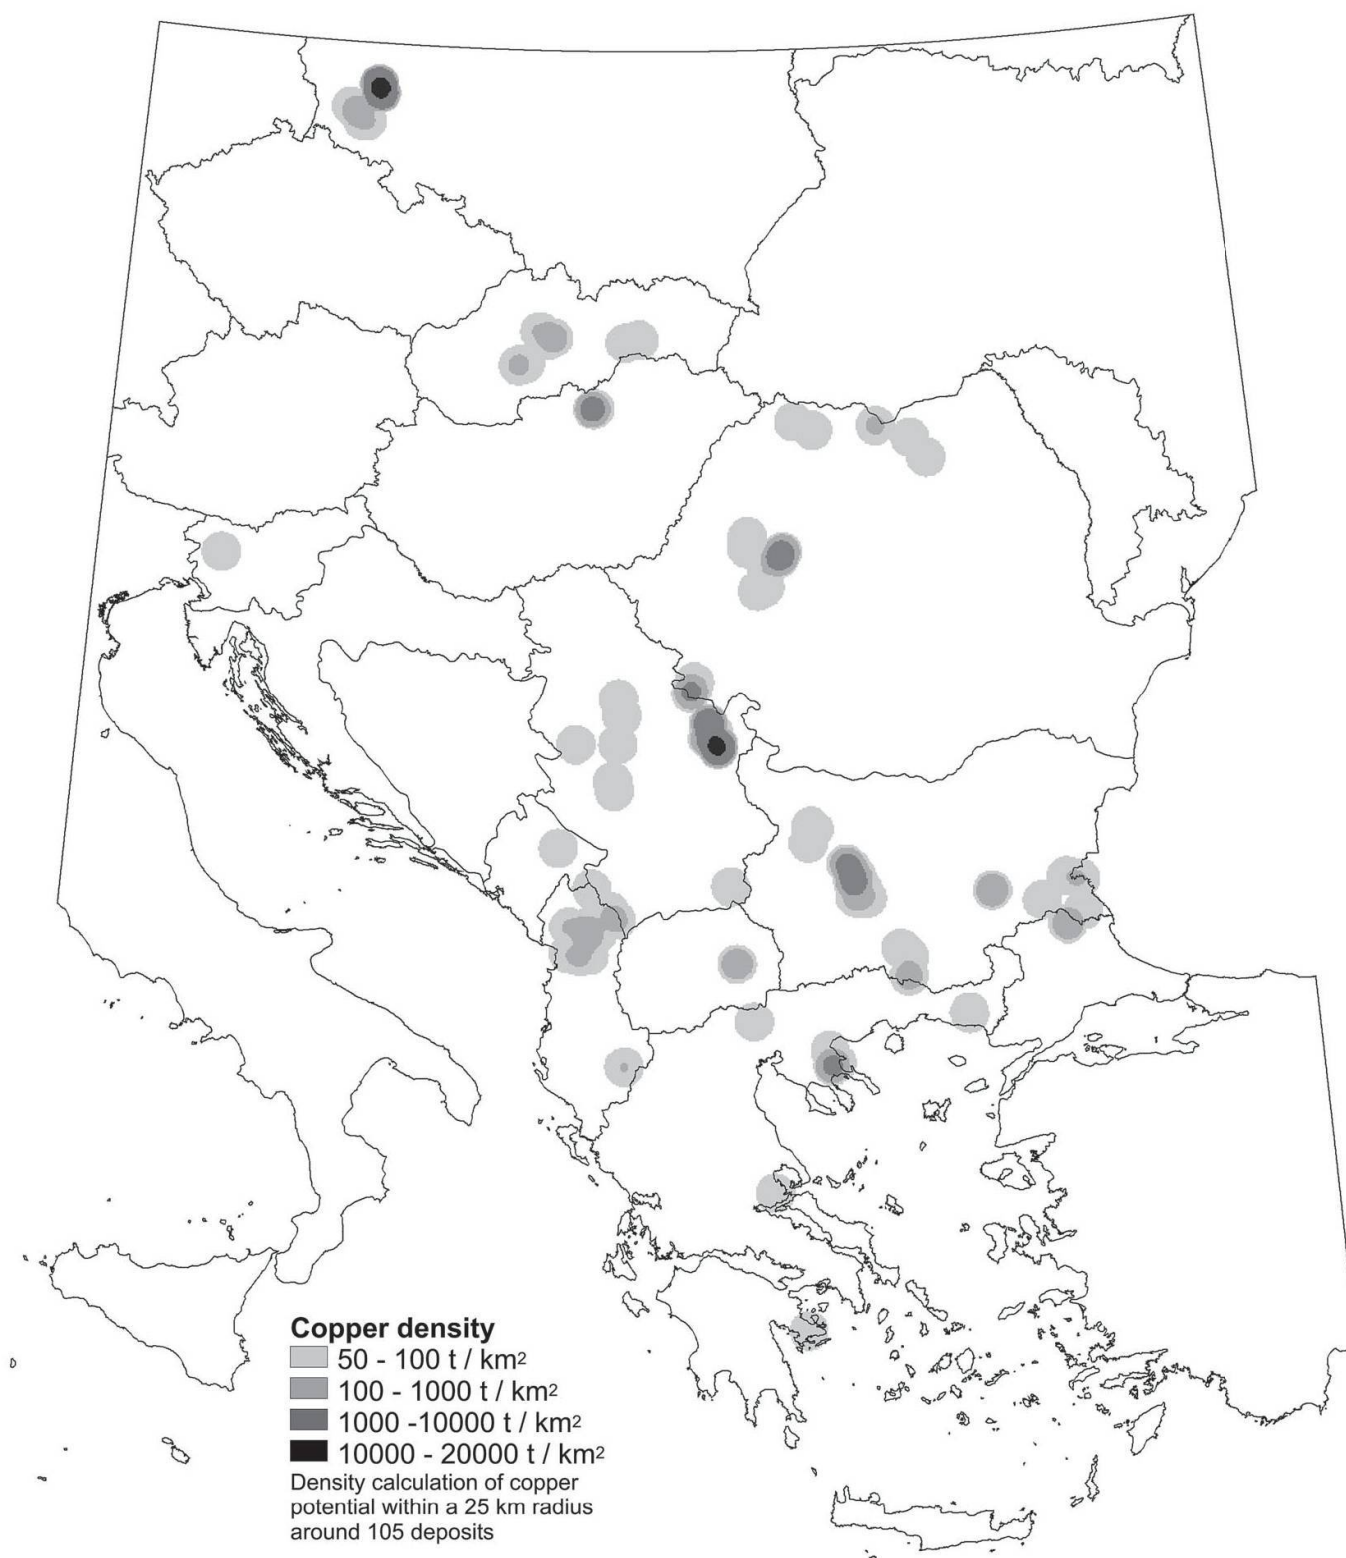 Copper density
50 - 100 t / km²
100 - 1000 t / km²
1000 -10000 t / km²
10000 - 20000 t / km²
Density calculation of copper
potential within a 25 km radius
around 105 deposits